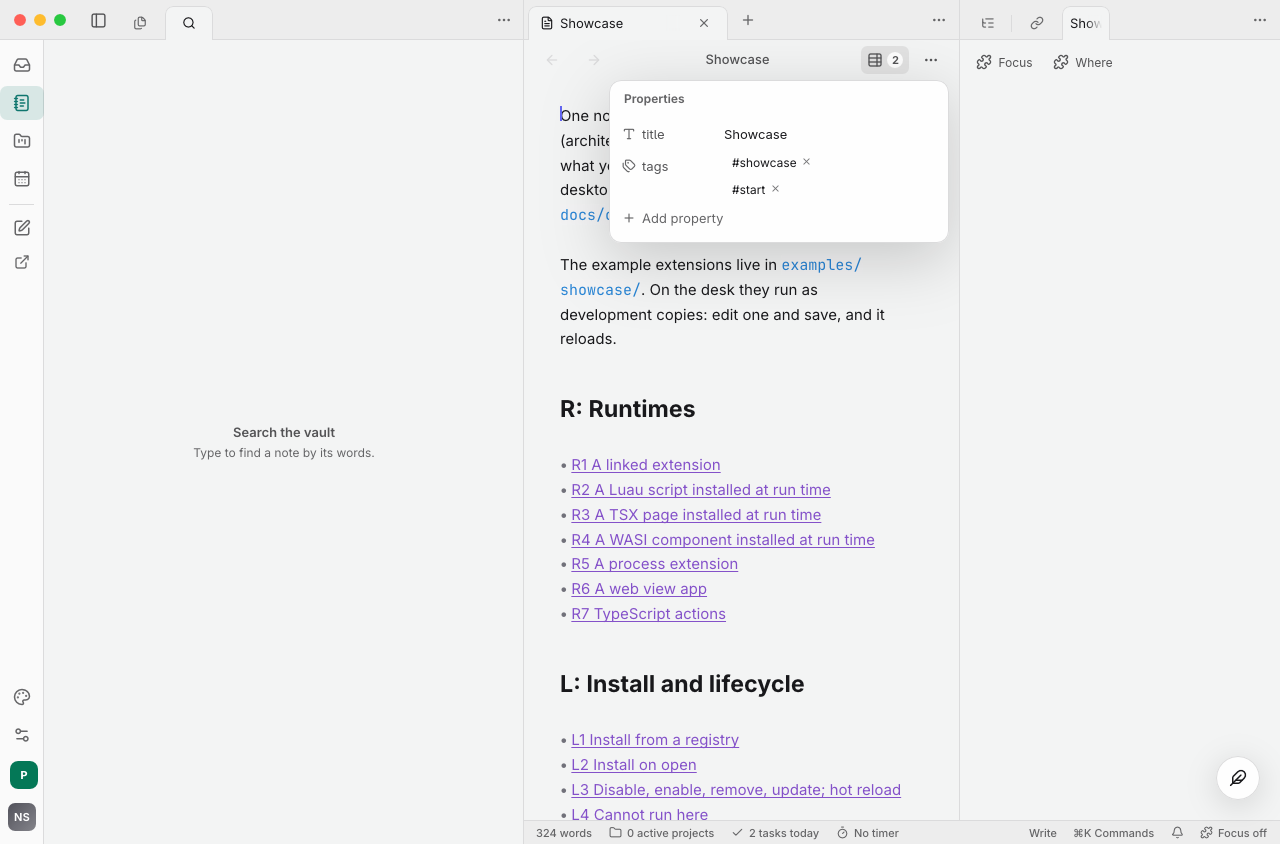 Showcase
Show
Showcase
2
Focus
Where
Properties
title
Showcase
tags
#showcase
#start
Add property
One no
(archite
what yo
deskto
docs/
The example extensions live in examples/
showcase/. On the desk they run as
development copies: edit one and save, and it
reloads.
Search the vault
Type to find a note by its words.
R: Runtimes
• R1 A linked extension
• R2 A Luau script installed at run time
• R3 A TSX page installed at run time
• R4 A WASI component installed at run time
• R5 A process extension
• R6 A web view app
• R7 TypeScript actions
L: Install and lifecycle
• L1 Install from a registry
• L2 Install on open
• L3 Disable, enable, remove, update; hot reload
• L4 Cannot run here
P
NS
324 words
0 active projects
2 tasks today
No timer
Write
⌘K Commands
Focus off